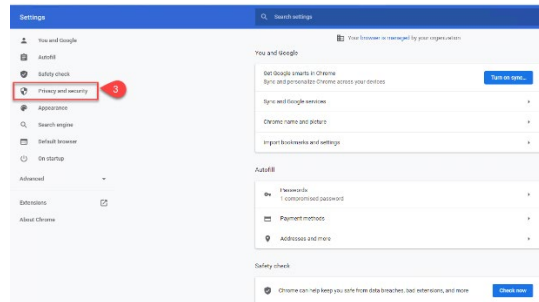 Settings
Search settings
Your browser is managed by your organization
You and Google
Autofill
Safety check
Privacy and security
3
Appearance
Search engine
Default browser
On startup
Advanced
Extensions
About Chrome
You and Google
Get Google smarts in Chrome
Sync and personalize Chrome across your devices
Turn on sync...
Sync and Google services
Chrome name and picture
Import bookmarks and settings
Autofill
Passwords
1 compromised password
Payment methods
Addresses and more
Safety check
Chrome can help keep you safe from data breaches, bad extensions, and more
Check now